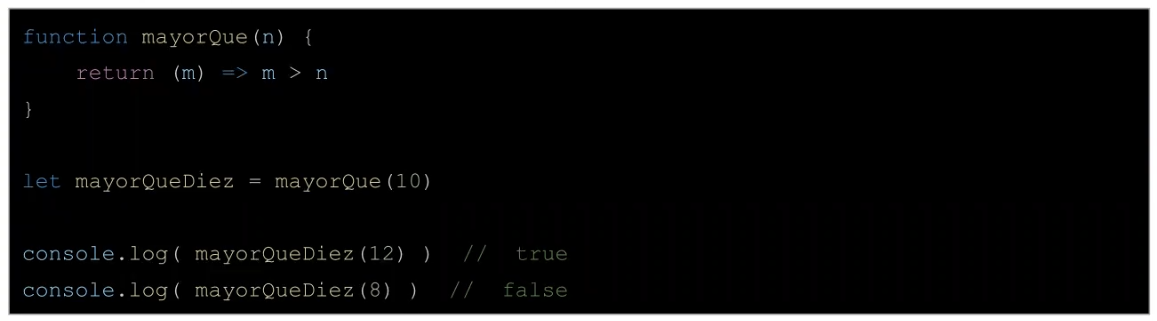 function mayorQue(n) {
    return (m) => m > n
}
let mayorQueDiez = mayorQue(10)
console.log( mayorQueDiez(12) )  //  true
console.log( mayorQueDiez(8) )  //  false